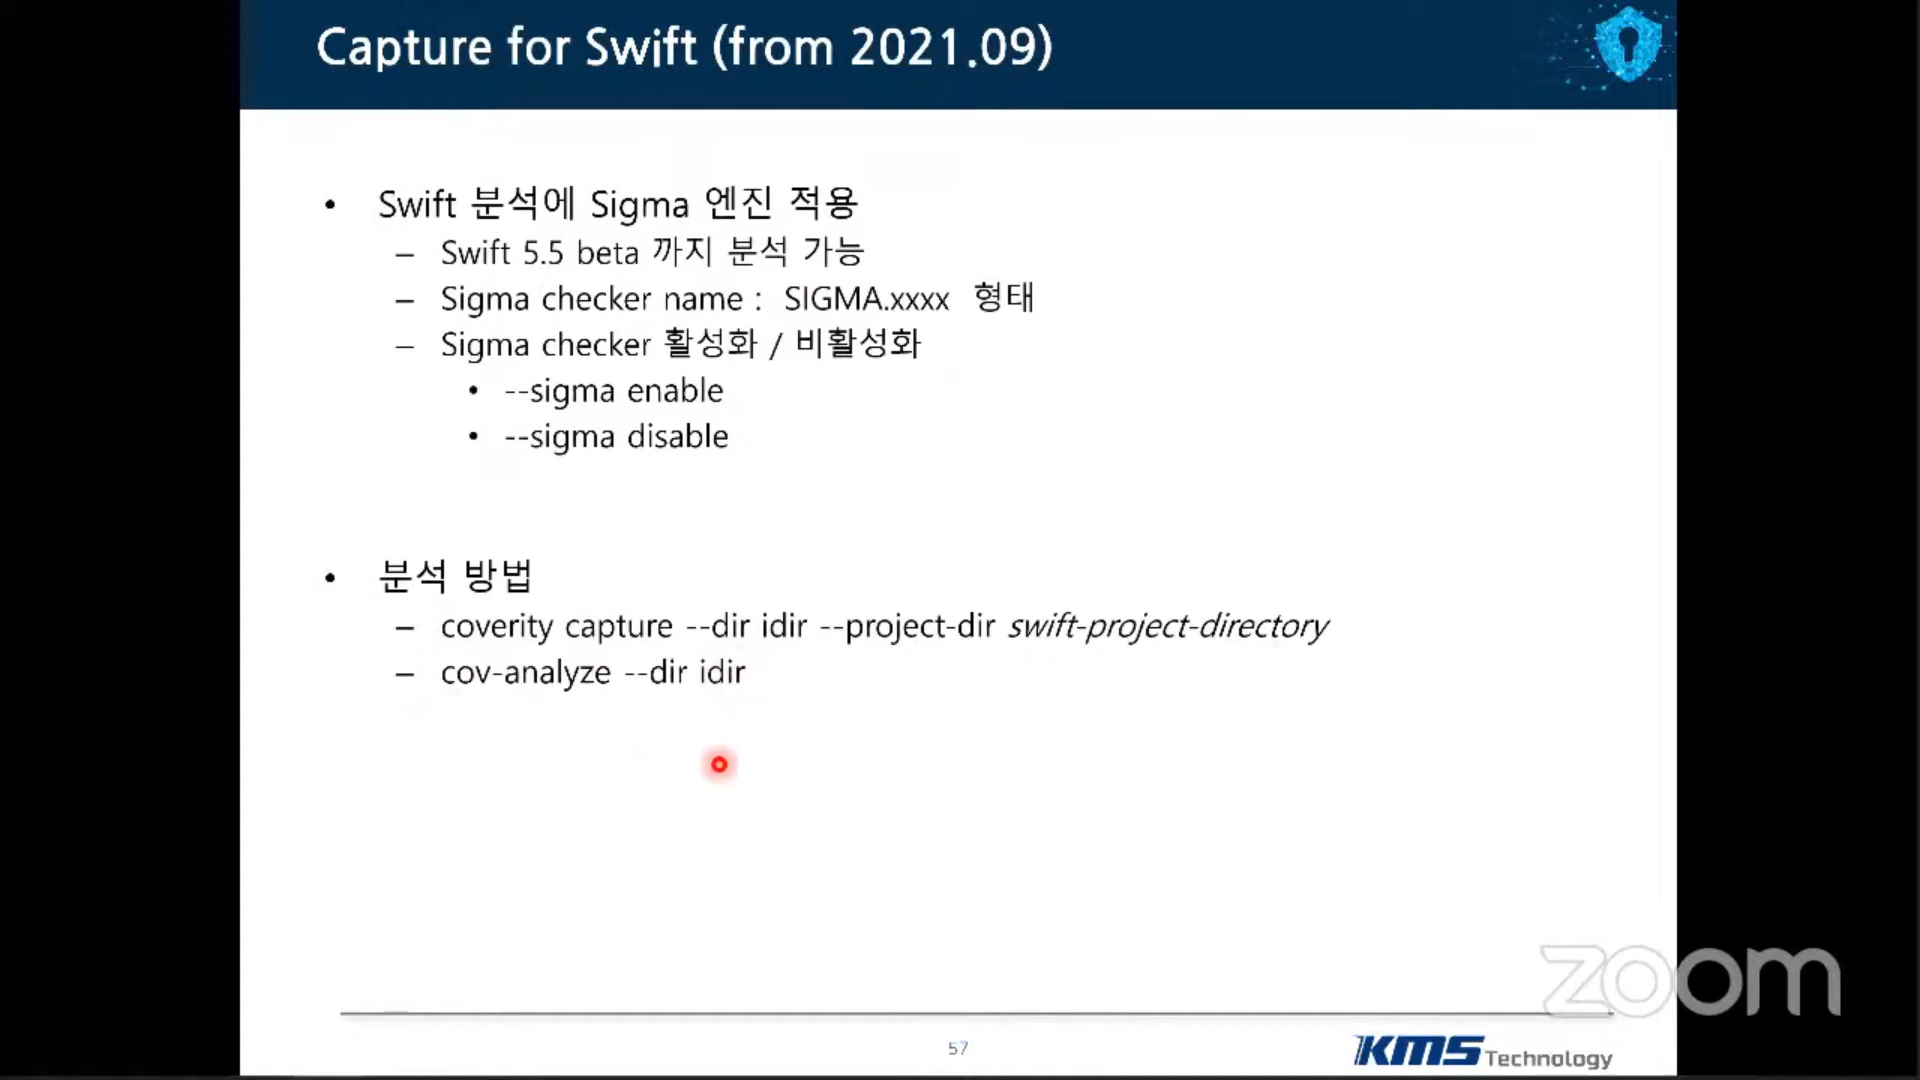 Capture for Swift (from 2021.09)
• Swift 분석에 Sigma 엔진 적용
– Swift 5.5 beta 까지 분석 가능
– Sigma checker name : SIGMA.xxxx 형태
– Sigma checker 활성화 / 비활성화
• --sigma enable
• --sigma disable
• 분석 방법
– coverity capture --dir idir --project-dir swift-project-directory
– cov-analyze --dir idir
zoom
57
KMS Technology